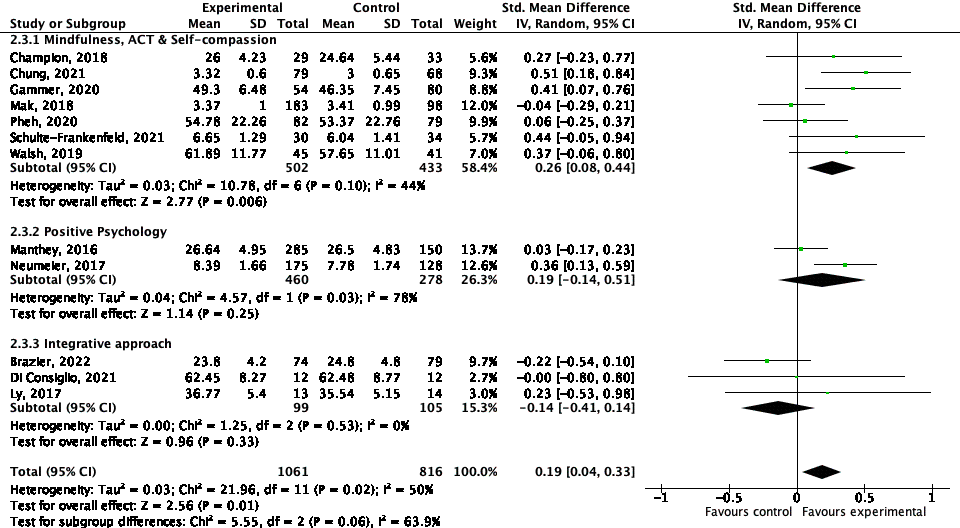 Experimental Control Std. Mean Difference Std. Mean Difference
Study or Subgroup Mean SD Total Mean SD Total Weight IV, Random, 95% CI IV, Random, 95% CI
2.3.1 Mindfulness, ACT & Self-compassion
Champion, 2018 26 4.23 29 24.64 5.44 33 5.6% 0.27 [−0.23, 0.77]
Chung, 2021 3.32 0.6 79 3 0.65 68 9.3% 0.51 [0.18, 0.84]
Gammer, 2020 49.3 6.48 54 46.35 7.45 80 8.8% 0.41 [0.07, 0.76]
Mak, 2018 3.37 1 183 3.41 0.99 98 12.0% −0.04 [−0.29, 0.21]
Pheh, 2020 54.78 22.26 82 53.37 22.76 79 9.9% 0.06 [−0.25, 0.37]
Schulte-Frankenfeld, 2021 6.65 1.29 30 6.04 1.41 34 5.7% 0.44 [−0.05, 0.94]
Walsh, 2019 61.89 11.77 45 57.65 11.01 41 7.0% 0.37 [−0.06, 0.80]
Subtotal (95% CI) 502 433 58.4% 0.26 [0.08, 0.44]
Heterogeneity: Tau² = 0.03; Chi² = 10.78, df = 6 (P = 0.10); I² = 44%
Test for overall effect: Z = 2.77 (P = 0.006)
2.3.2 Positive Psychology
Manthey, 2016 26.64 4.95 285 26.5 4.83 150 13.7% 0.03 [−0.17, 0.23]
Neumeier, 2017 8.39 1.66 175 7.78 1.74 128 12.6% 0.36 [0.13, 0.59]
Subtotal (95% CI) 460 278 26.3% 0.19 [−0.14, 0.51]
Heterogeneity: Tau² = 0.04; Chi² = 4.57, df = 1 (P = 0.03); I² = 78%
Test for overall effect: Z = 1.14 (P = 0.25)
2.3.3 Integrative approach
Brazier, 2022 23.8 4.2 74 24.8 4.8 79 9.7% −0.22 [−0.54, 0.10]
Di Consiglio, 2021 62.45 8.27 12 62.48 8.77 12 2.7% −0.00 [−0.80, 0.80]
Ly, 2017 36.77 5.4 13 35.54 5.15 14 3.0% 0.23 [−0.53, 0.98]
Subtotal (95% CI) 99 105 15.3% −0.14 [−0.41, 0.14]
Heterogeneity: Tau² = 0.00; Chi² = 1.25, df = 2 (P = 0.53); I² = 0%
Test for overall effect: Z = 0.96 (P = 0.33)
Total (95% CI) 1061 816 100.0% 0.19 [0.04, 0.33]
Heterogeneity: Tau² = 0.03; Chi² = 21.96, df = 11 (P = 0.02); I² = 50%
Test for overall effect: Z = 2.56 (P = 0.01)
Test for subgroup differences: Chi² = 5.55, df = 2 (P = 0.06), I² = 63.9%
−1 −0.5 0 0.5 1
Favours control Favours experimental